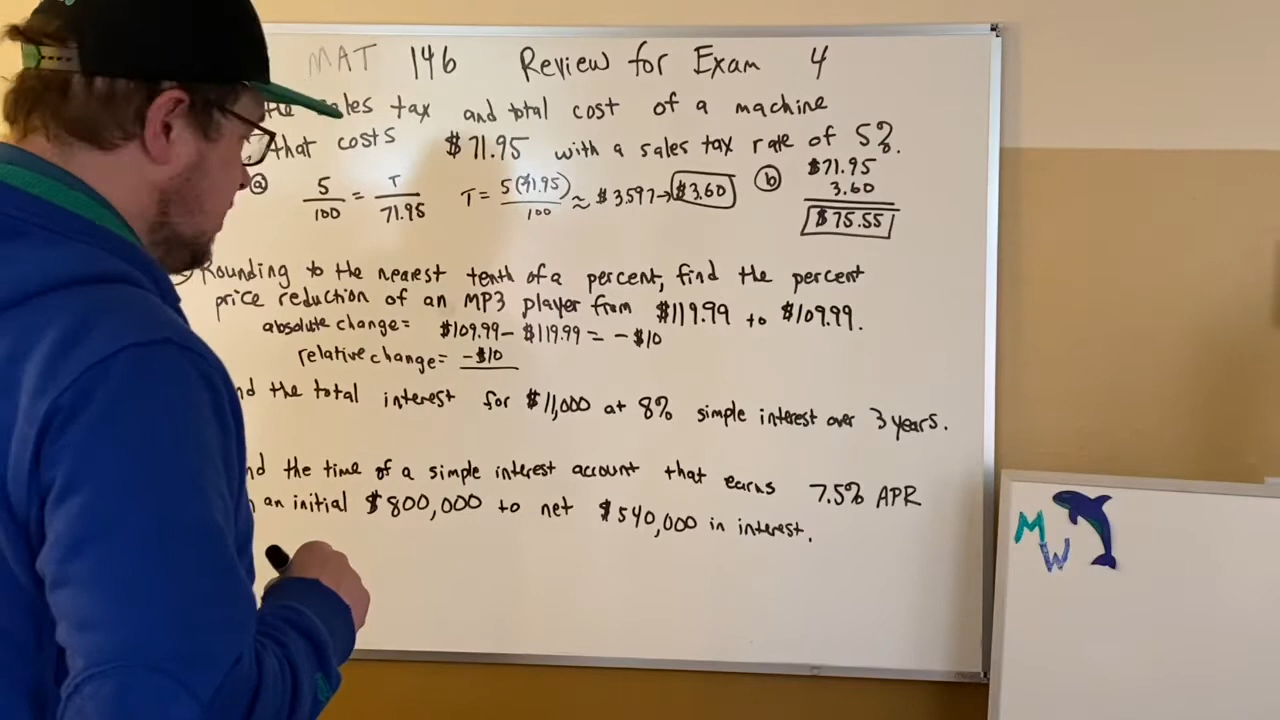 MAT 146 Review for Exam 4
the sales tax and total cost of a machine
that costs $71.95 with a sales tax rate of 5%.
ⓐ 5/100 = T/71.95 T = 5($71.95)/100 ≈ $3.597→ $3.60 ⓑ $71.95
3.60
$75.55
Rounding to the nearest tenth of a percent, find the percent
price reduction of an MP3 player from $119.99 to $109.99.
absolute change = $109.99 - $119.99 = -$10
relative change = -$10
the total interest for $11,000 at 8% simple interest over 3 years.
the time of a simple interest account that earns 7.5% APR
an initial $800,000 to net $540,000 in interest.
MW